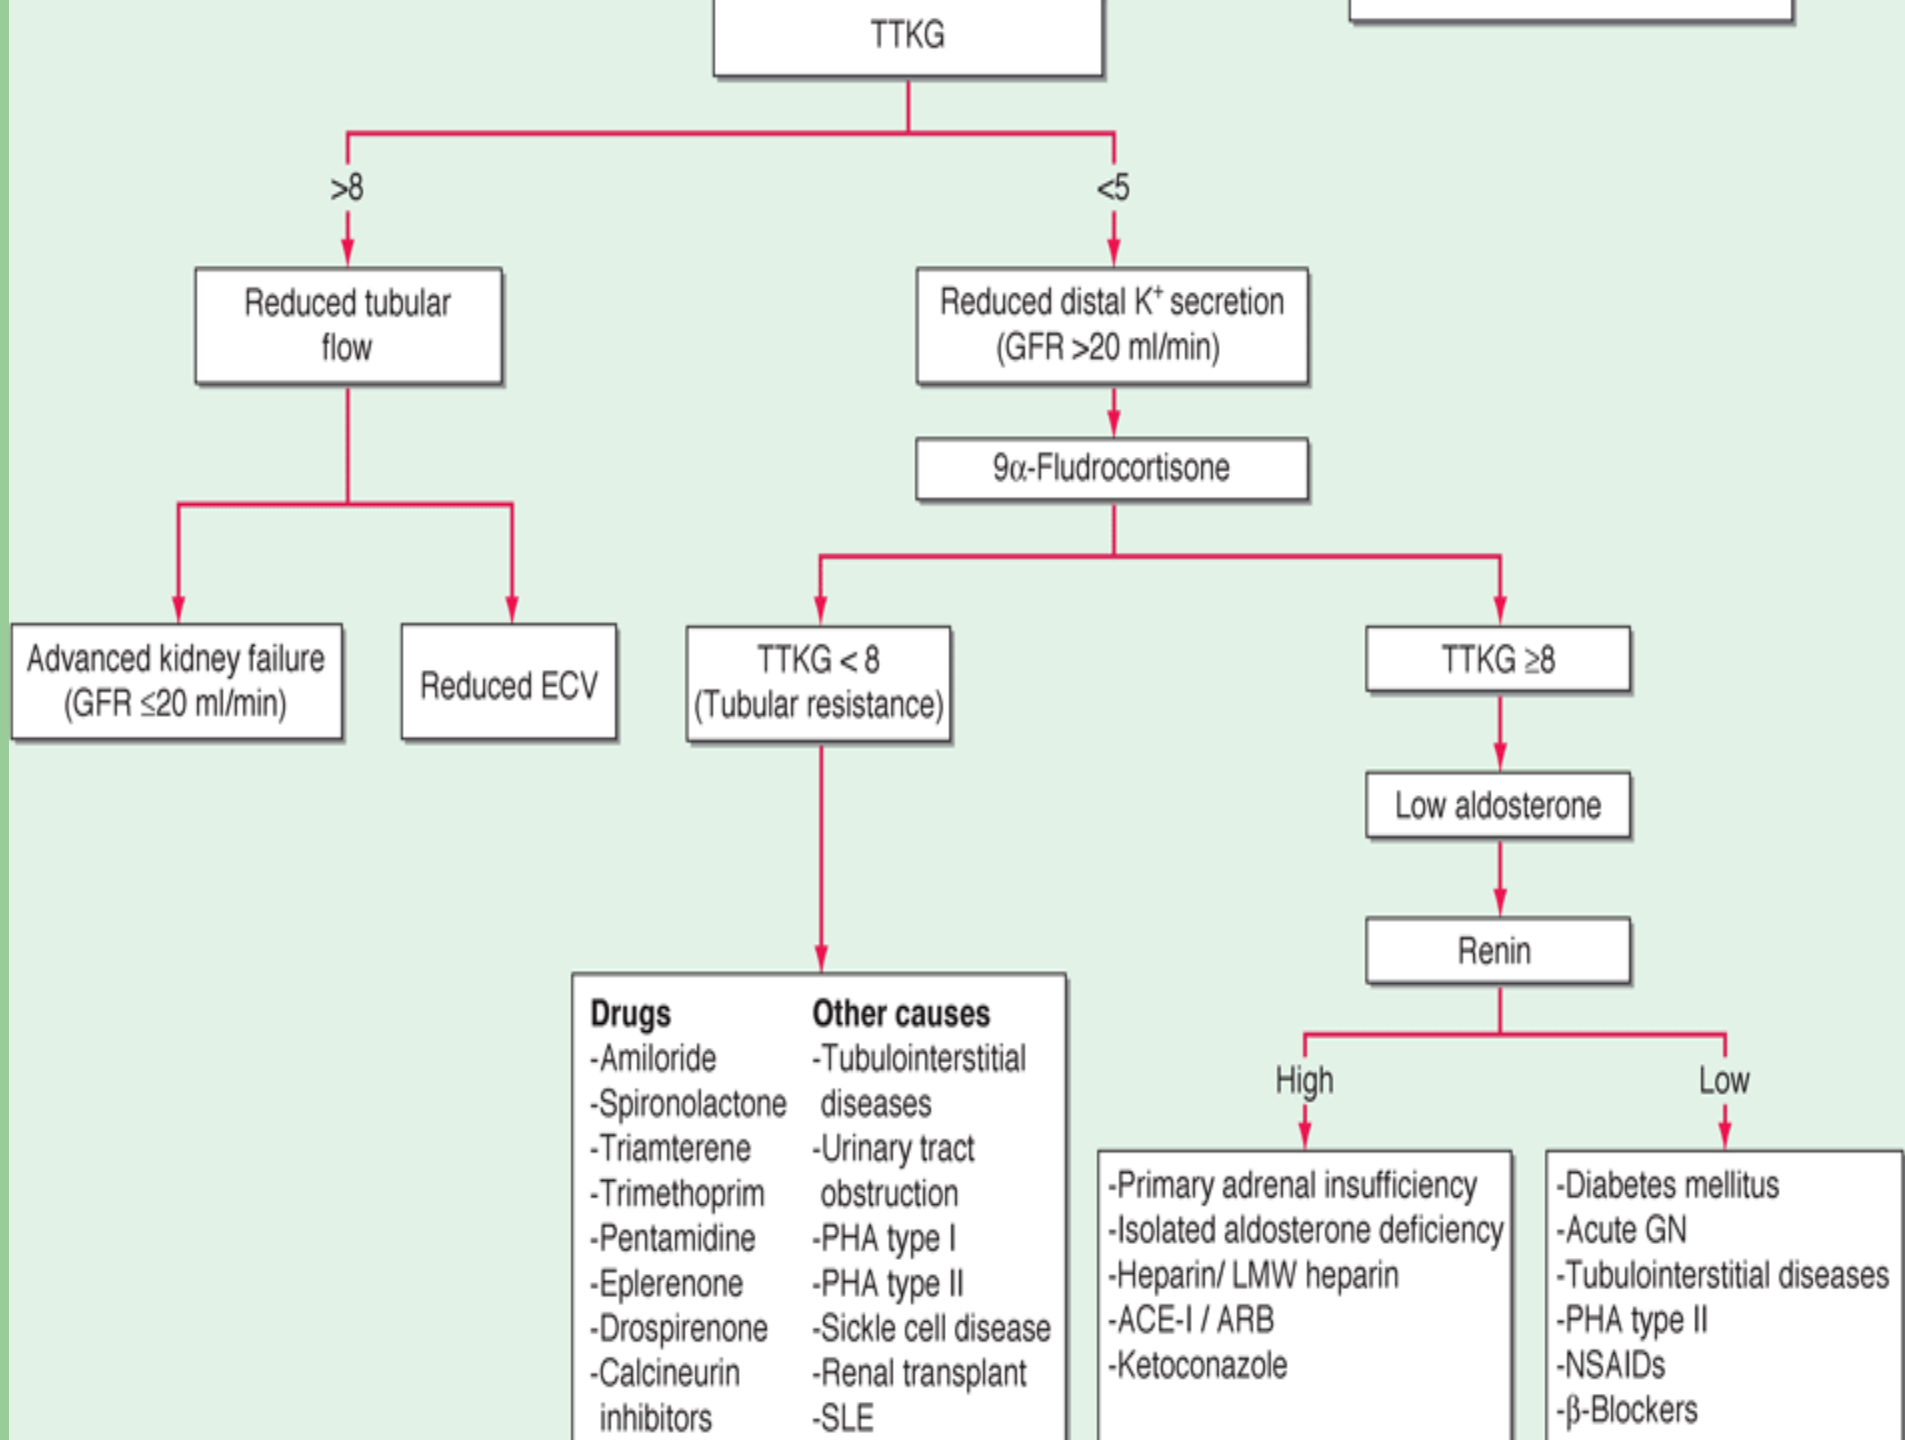 TTKG
>8
<5
Reduced tubular
flow
Reduced distal K⁺ secretion
(GFR >20 ml/min)
9α-Fludrocortisone
Advanced kidney failure
(GFR ≤20 ml/min)
Reduced ECV
TTKG < 8
(Tubular resistance)
TTKG ≥8
Low aldosterone
Renin
High
Low
Drugs
-Amiloride
-Spironolactone
-Triamterene
-Trimethoprim
-Pentamidine
-Eplerenone
-Drospirenone
-Calcineurin
inhibitors
Other causes
-Tubulointerstitial
diseases
-Urinary tract
obstruction
-PHA type I
-PHA type II
-Sickle cell disease
-Renal transplant
-SLE
-Primary adrenal insufficiency
-Isolated aldosterone deficiency
-Heparin/ LMW heparin
-ACE-I / ARB
-Ketoconazole
-Diabetes mellitus
-Acute GN
-Tubulointerstitial diseases
-PHA type II
-NSAIDs
-β-Blockers